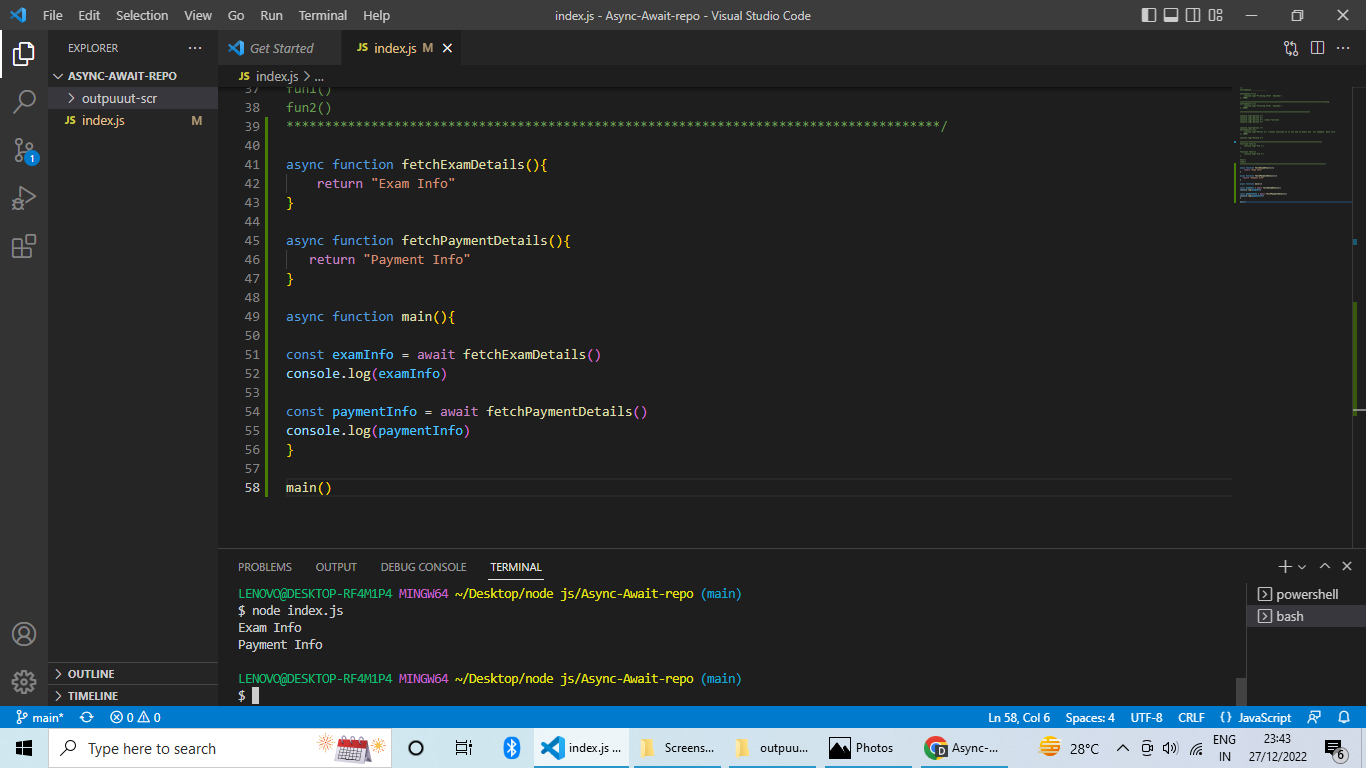 File Edit Selection View Go Run Terminal Help index.js - Async-Await-repo - Visual Studio Code
EXPLORER
ASYNC-AWAIT-REPO
outpuuut-scr
JS index.js M
OUTLINE
TIMELINE
Get Started JS index.js M
JS index.js > ...
37 fun1()
38 fun2()
39 *************************************************************************************/
40
41 async function fetchExamDetails(){
42 return "Exam Info"
43 }
44
45 async function fetchPaymentDetails(){
46 return "Payment Info"
47 }
48
49 async function main(){
50
51 const examInfo = await fetchExamDetails()
52 console.log(examInfo)
53
54 const paymentInfo = await fetchPaymentDetails()
55 console.log(paymentInfo)
56 }
57
58 main()
PROBLEMS OUTPUT DEBUG CONSOLE TERMINAL
LENOVO@DESKTOP-RF4M1P4 MINGW64 ~/Desktop/node js/Async-Await-repo (main)
$ node index.js
Exam Info
Payment Info
LENOVO@DESKTOP-RF4M1P4 MINGW64 ~/Desktop/node js/Async-Await-repo (main)
$
powershell
bash
1
main* 0 0 Ln 58, Col 6 Spaces: 4 UTF-8 CRLF {} JavaScript
Type here to search index.js ... Screens... outpuu... Photos D Async-... 28°C ENG IN 23:43 27/12/2022 6